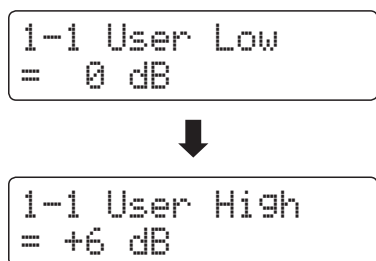 1-1 User Low
= 0 dB
1-1 User High
= +6 dB